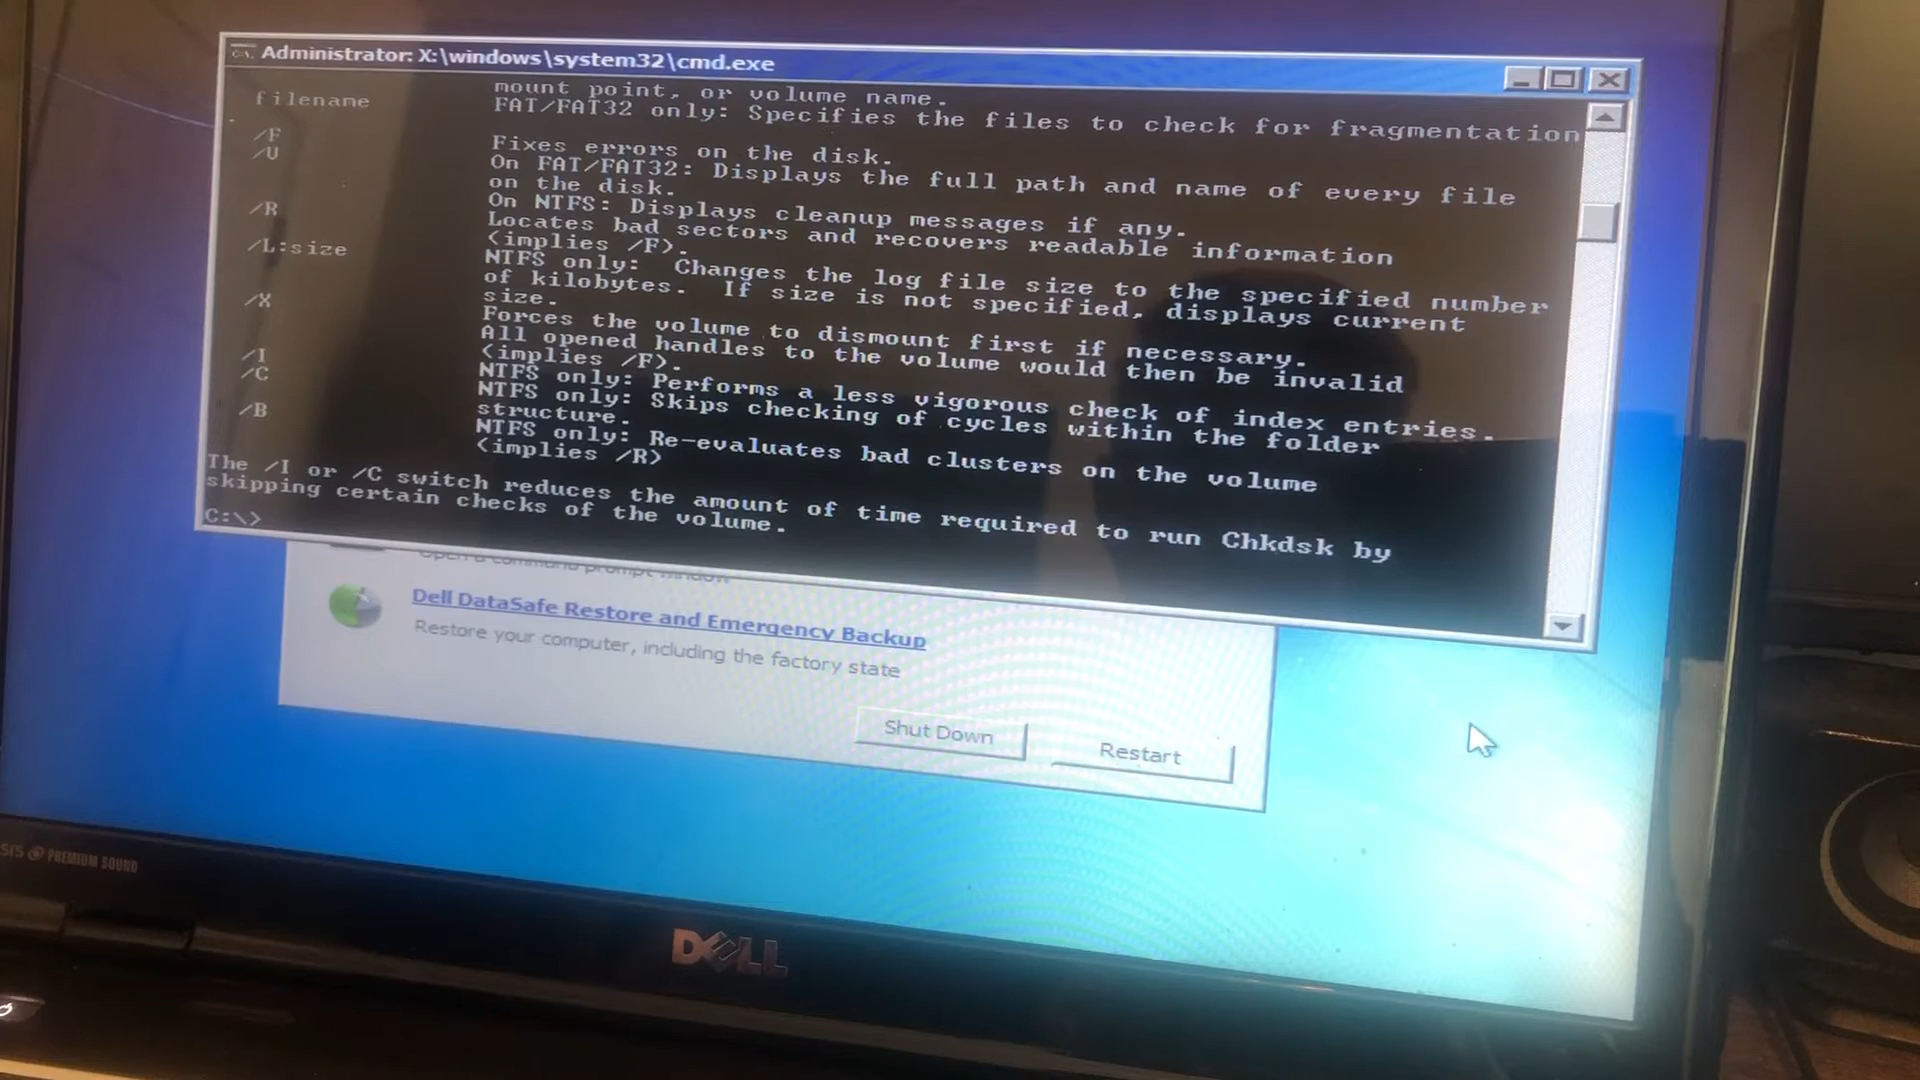 Administrator: X:\windows\system32\cmd.exe
mount point, or volume name.
filename FAT/FAT32 only: Specifies the files to check for fragmentation
.
/F Fixes errors on the disk.
/V On FAT/FAT32: Displays the full path and name of every file
on the disk.
On NTFS: Displays cleanup messages if any.
/R Locates bad sectors and recovers readable information
(implies /F).
/L:size NTFS only: Changes the log file size to the specified number
of kilobytes. If size is not specified, displays current
size.
/X Forces the volume to dismount first if necessary.
All opened handles to the volume would then be invalid
(implies /F).
/I NTFS only: Performs a less vigorous check of index entries.
/C NTFS only: Skips checking of cycles within the folder
structure.
/B NTFS only: Re-evaluates bad clusters on the volume
(implies /R)
The /I or /C switch reduces the amount of time required to run Chkdsk by
skipping certain checks of the volume.
C:\>
Open a command prompt window
Dell DataSafe Restore and Emergency Backup
Restore your computer, including the factory state
Shut Down Restart
SRS PREMIUM SOUND
DELL